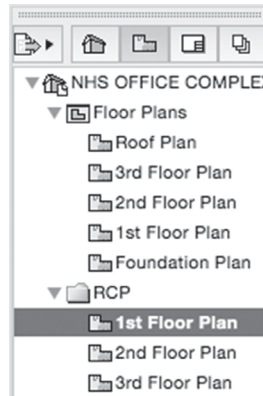 NHS OFFICE COMPLE
Floor Plans
Roof Plan
3rd Floor Plan
2nd Floor Plan
1st Floor Plan
Foundation Plan
RCP
1st Floor Plan
2nd Floor Plan
3rd Floor Plan